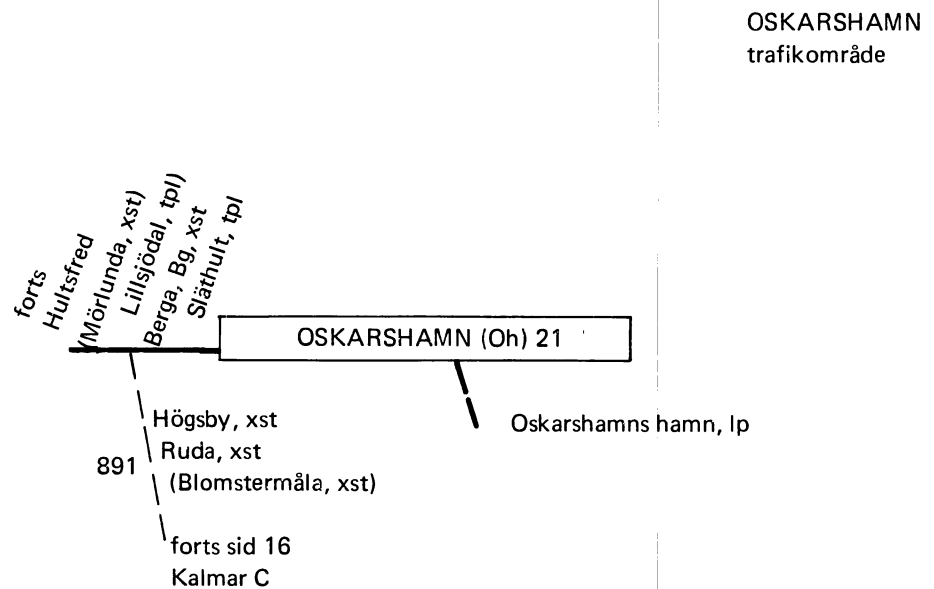 OSKARSHAMN
trafikområde
forts
Hultsfred
(Mörlunda, xst)
Lillsjödal, tpl)
Berga, Bg, xst
Släthult, tpl
OSKARSHAMN (Oh) 21
Oskarshamns hamn, lp
Högsby, xst
Ruda, xst
891
(Blomstermåla, xst)
forts sid 16
Kalmar C